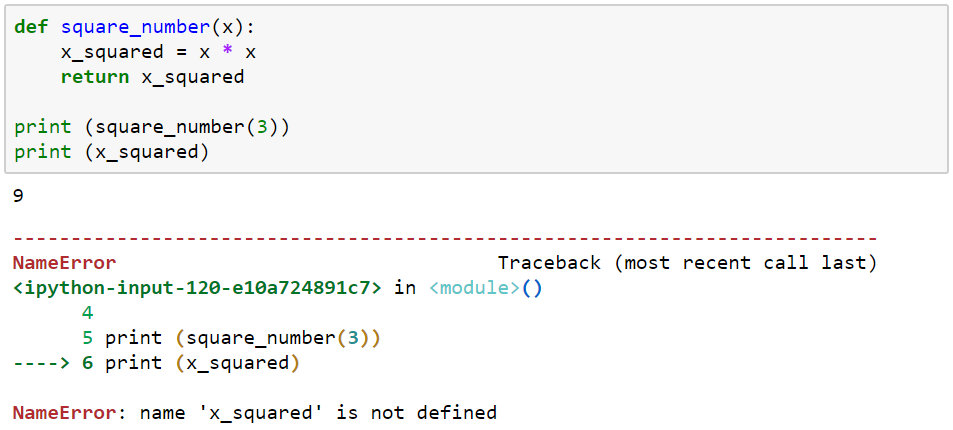 def square_number(x):
    x_squared = x * x
    return x_squared

print (square_number(3))
print (x_squared)
9
---------------------------------------------------------------------------
NameError                                 Traceback (most recent call last)
<ipython-input-120-e10a724891c7> in <module>()
      4
      5 print (square_number(3))
----> 6 print (x_squared)

NameError: name 'x_squared' is not defined